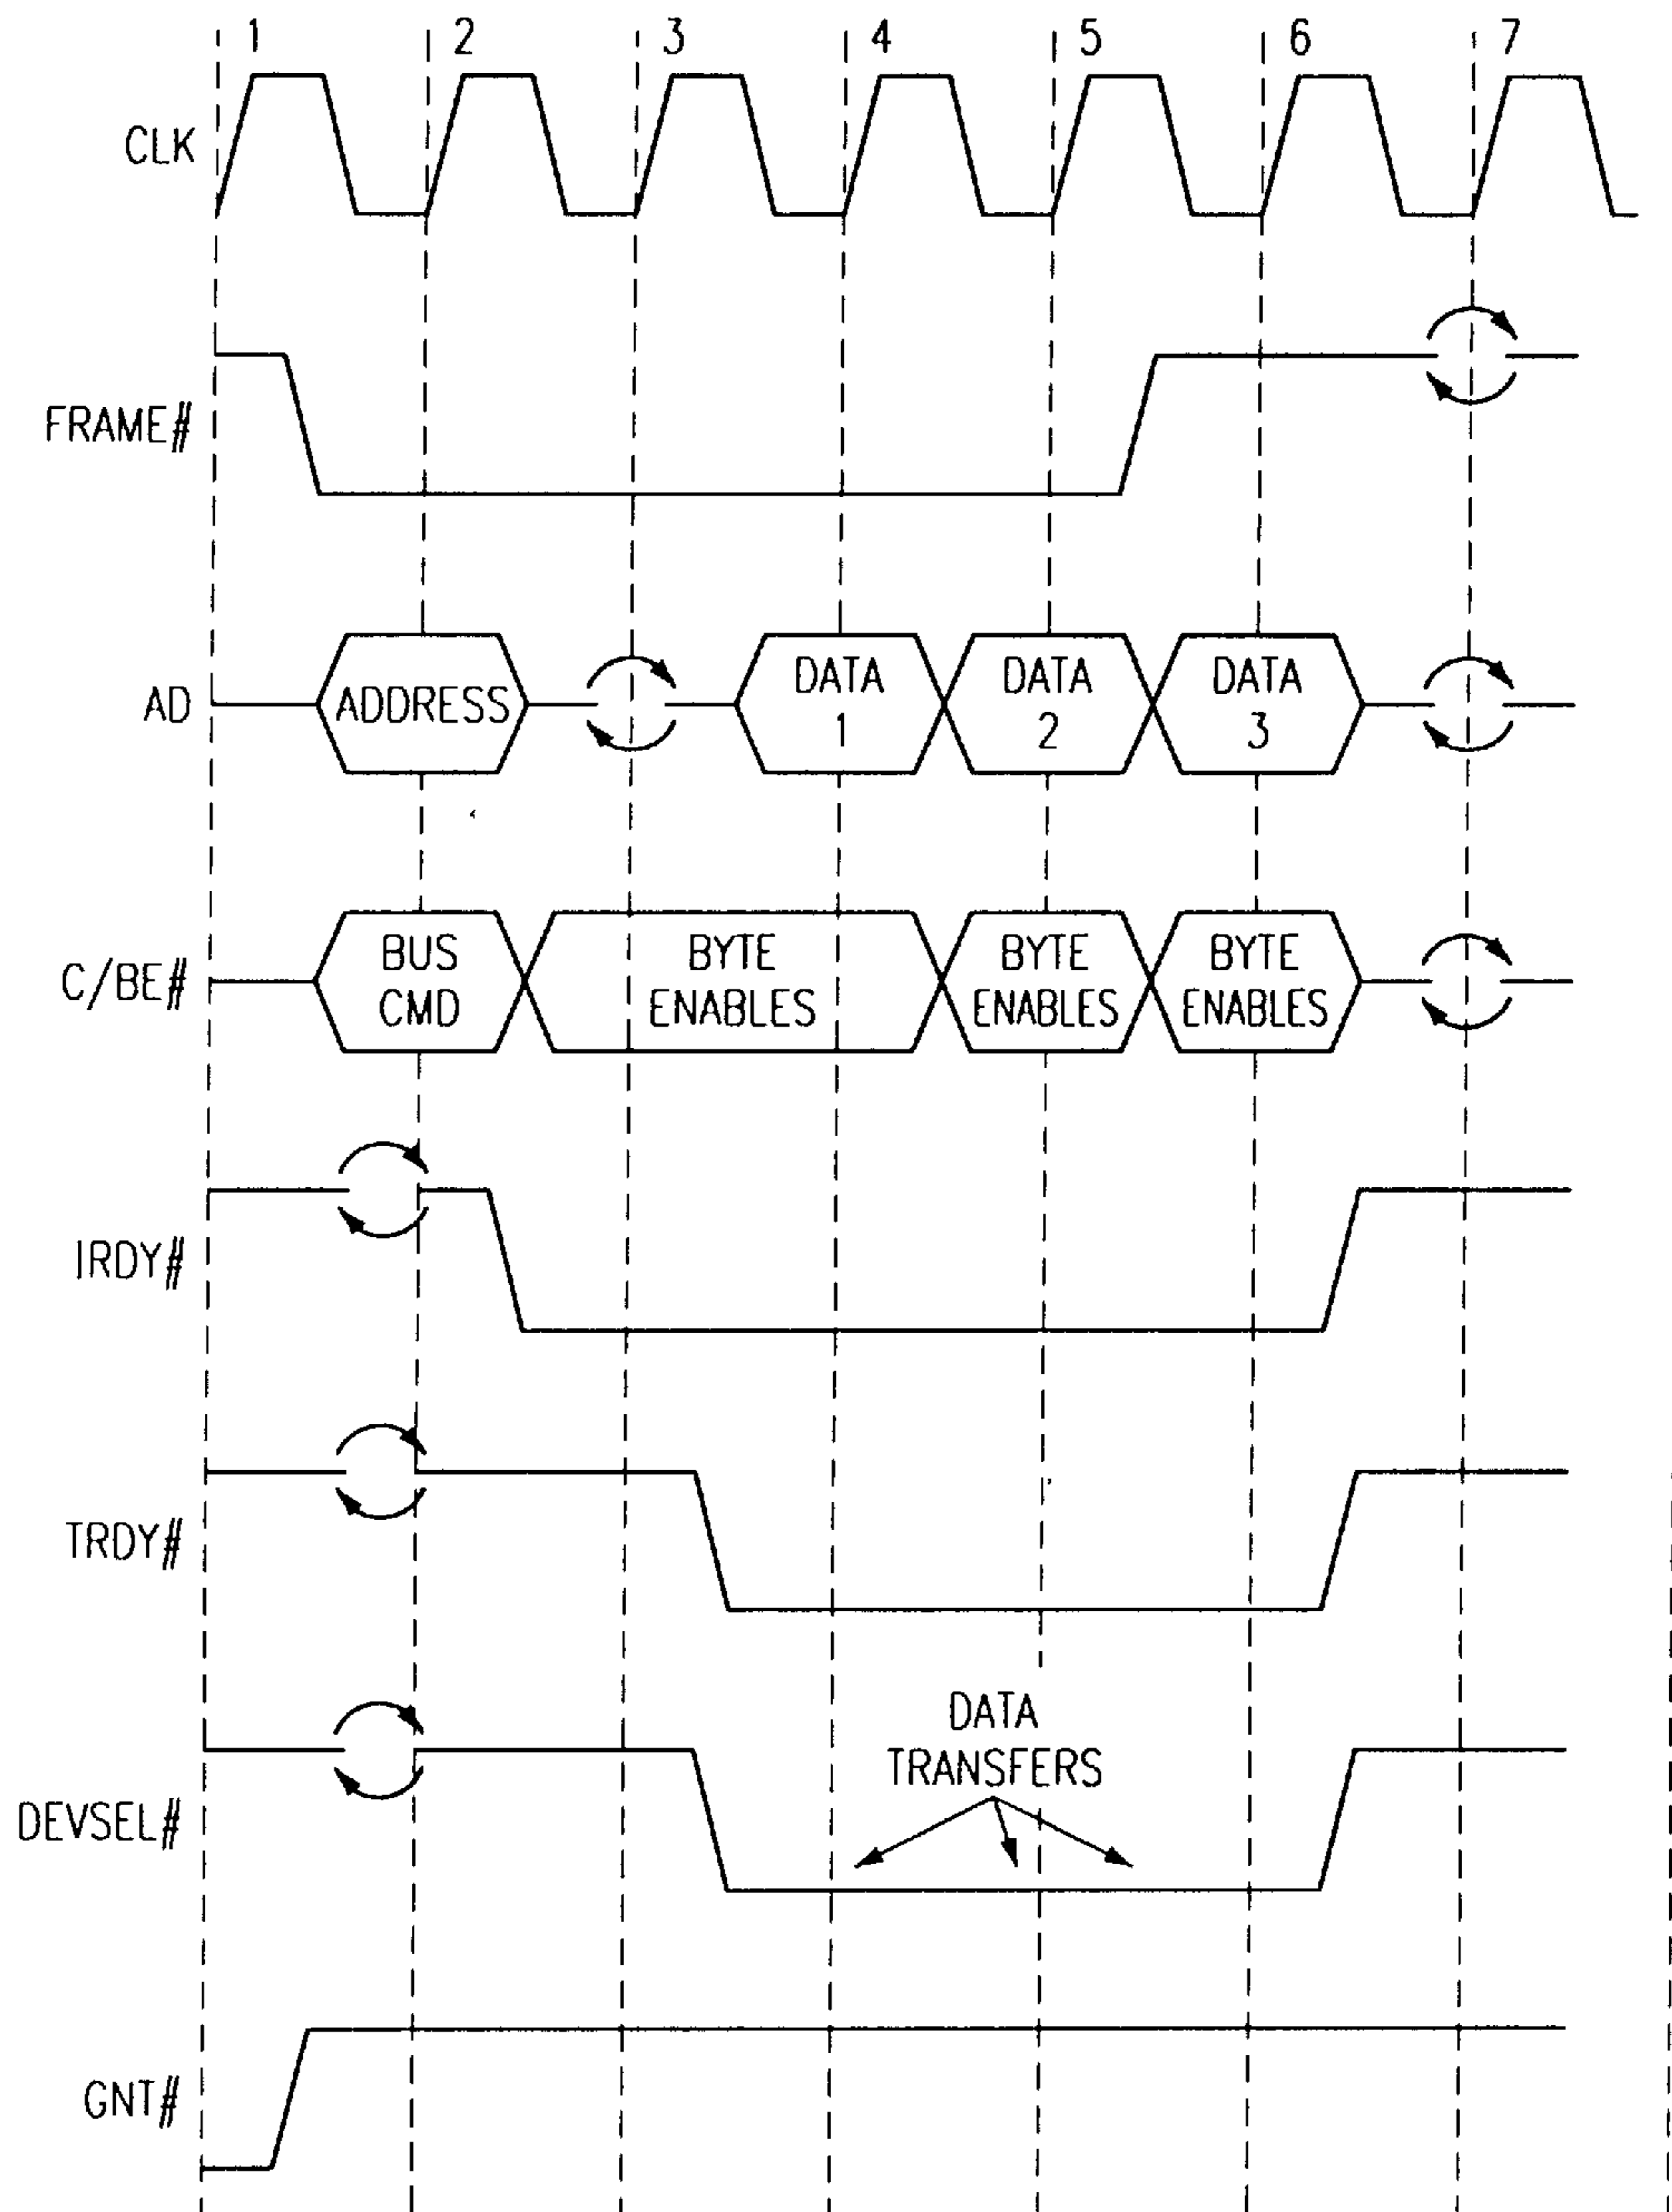 1 2 3 4 5 6 7
CLK
FRAME#
AD
ADDRESS
DATA
1
DATA
2
DATA
3
C/BE#
BUS
CMD
BYTE
ENABLES
BYTE
ENABLES
BYTE
ENABLES
IRDY#
TRDY#
DATA
TRANSFERS
DEVSEL#
GNT#